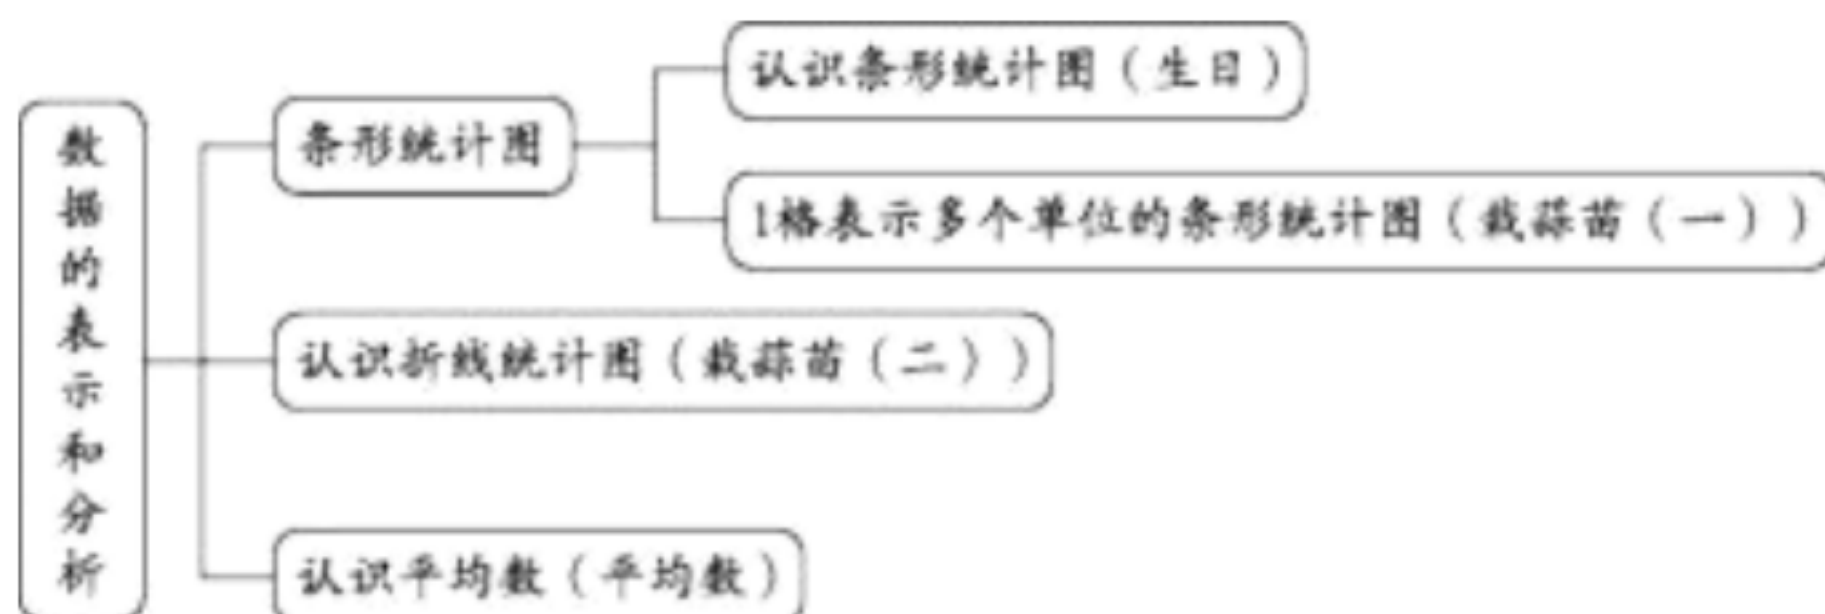 数据的表示和分析
条形统计图
认识条形统计图（生日）
1格表示多个单位的条形统计图（栽蒜苗（一））
认识折线统计图（栽蒜苗（二））
认识平均数（平均数）